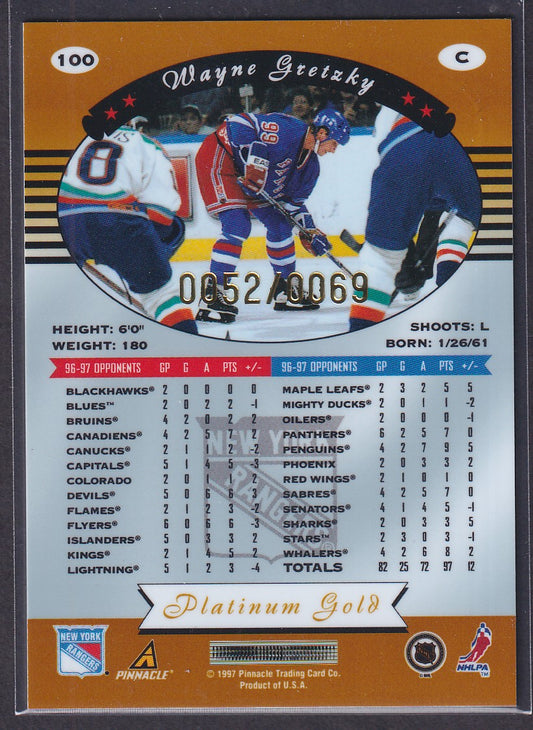 100
Wayne Gretzky
C
8
99
0052/0069
HEIGHT: 6'0"
WEIGHT: 180
SHOOTS: L
BORN: 1/26/61
96-97 OPPONENTS GP G A PTS +/-
BLACKHAWKS® 2 0 0 0 0
BLUES™ 2 0 2 2 -1
BRUINS® 4 2 0 2 2
CANADIENS® 4 2 5 7 2
CANUCKS® 2 1 1 2 -2
CAPITALS® 5 1 4 5 -3
COLORADO 2 0 2
DEVILS® 5 0 6 6 3
FLAMES® 2 1 2 3 -2
FLYERS® 6 0 6 6 -3
ISLANDERS® 5 0 3 3 2
KINGS® 2 1 4 5 2
LIGHTNING® 5 1 2 3 -4
96-97 OPPONENTS GP G A PTS +/-
MAPLE LEAFS® 2 3 2 5 5
MIGHTY DUCKS® 2 0 1 1 -2
OILERS® 2 0 0 0 -1
PANTHERS® 6 2 5 7 0
PENGUINS® 4 2 7 9 5
PHOENIX 2 0 3 3 2
RED WINGS® 2 1 0 1 0
SABRES® 4 2 5 7 0
SENATORS® 4 1 4 5 -1
SHARKS® 2 0 3 3 5
STARS™ 2 3 0 3 -1
WHALERS® 4 2 6 8 2
TOTALS 82 25 72 97 12
NEW YORK
RANGERS
Platinum Gold
NEW YORK
RANGERS
PINNACLE®
© 1997 Pinnacle Trading Card Co.
Product of U.S.A.
NHLPA
™